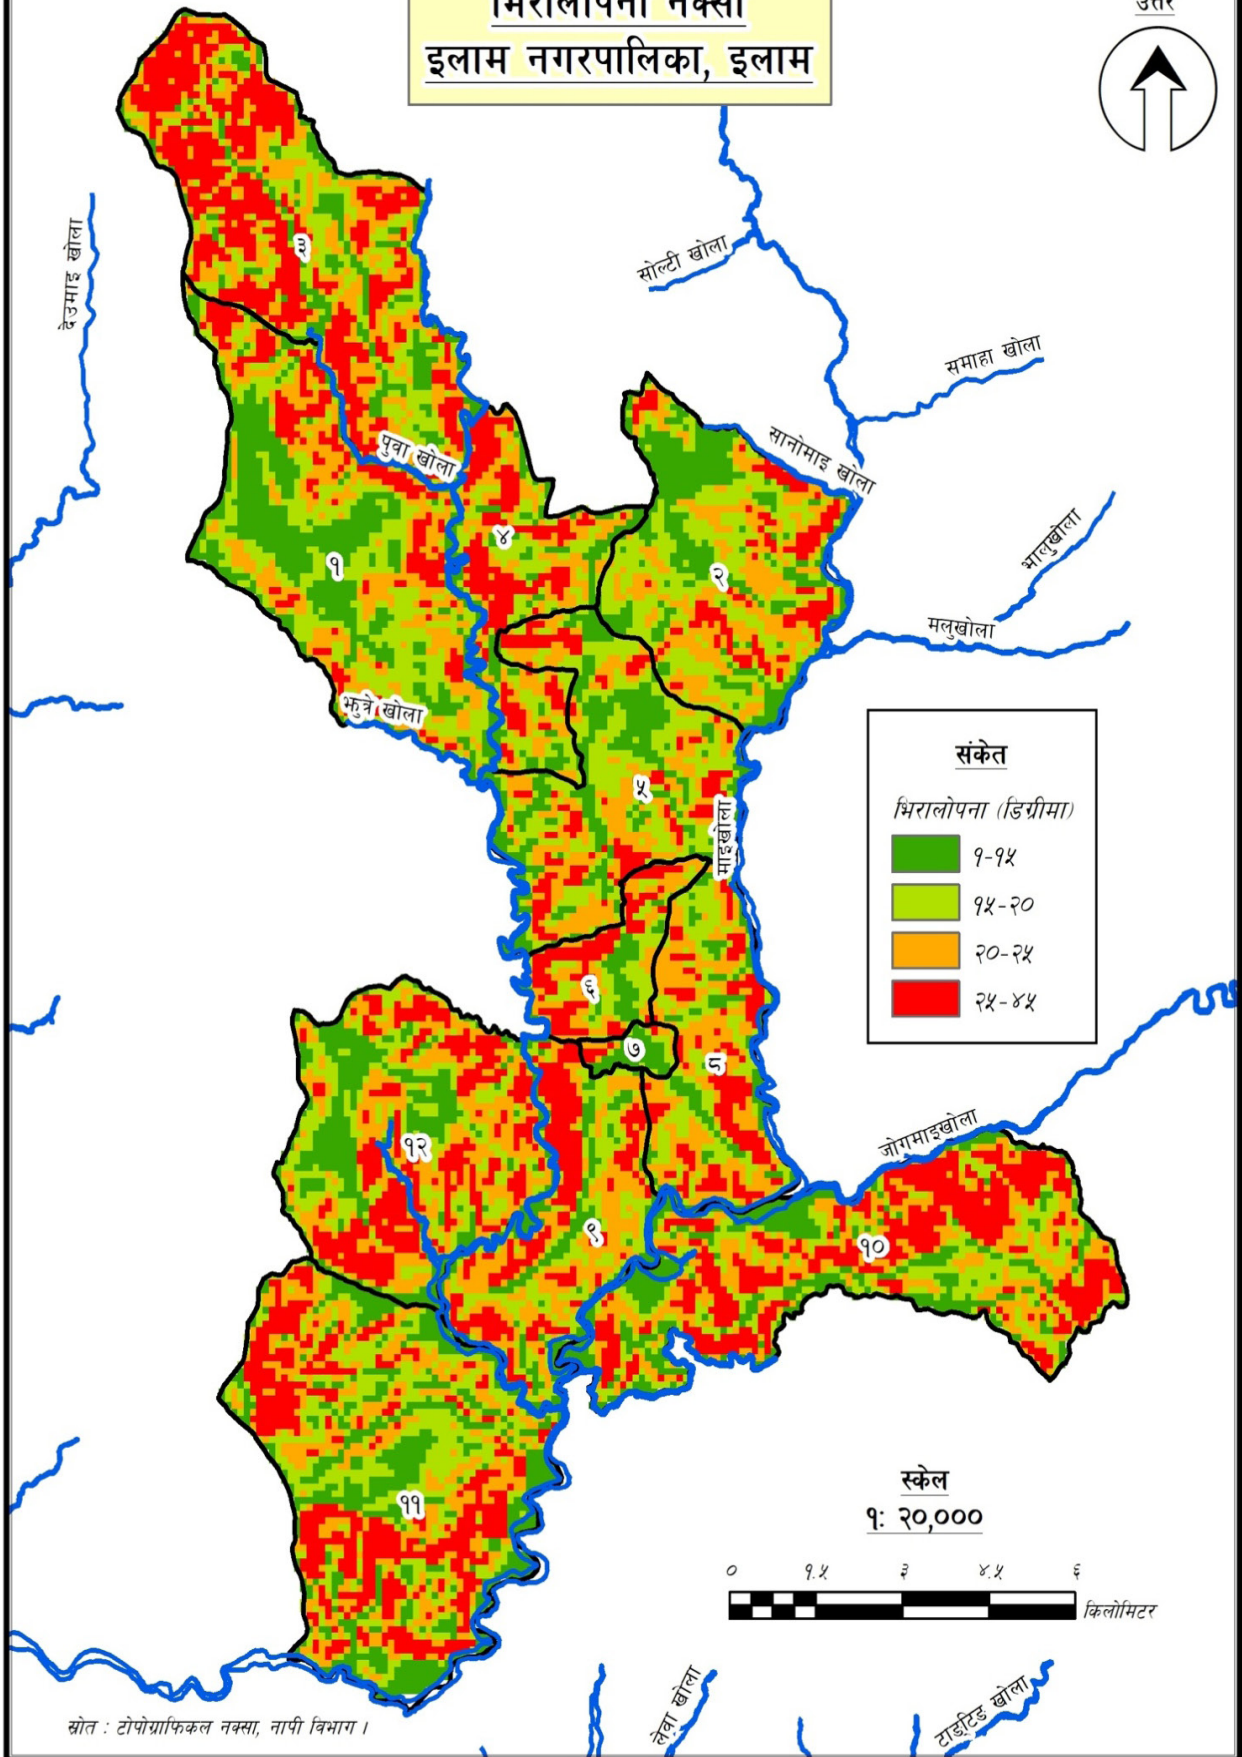 भिरालोपना नक्सा
इलाम नगरपालिका, इलाम
उत्तर
देउमाइ खोला
सोल्टी खोला
३
समाहा खोला
पुवा खोला
सानोमाइ खोला
४
भालुखोला
१
२
मलुखोला
झुत्रे खोला
संकेत
५
भिरालोपना (डिग्रीमा)
माइखोला
१-१५
१५-२०
२०-२५
६
२५-४५
७
८
जोगमाइखोला
१२
९
१०
स्केल
११
१: २०,०००
० १.५ ३ ४.५ ६
किलोमिटर
लेवा खोला
टाङ्टिङ खोला
स्रोत : टोपोग्राफिकल नक्सा, नापी विभाग ।